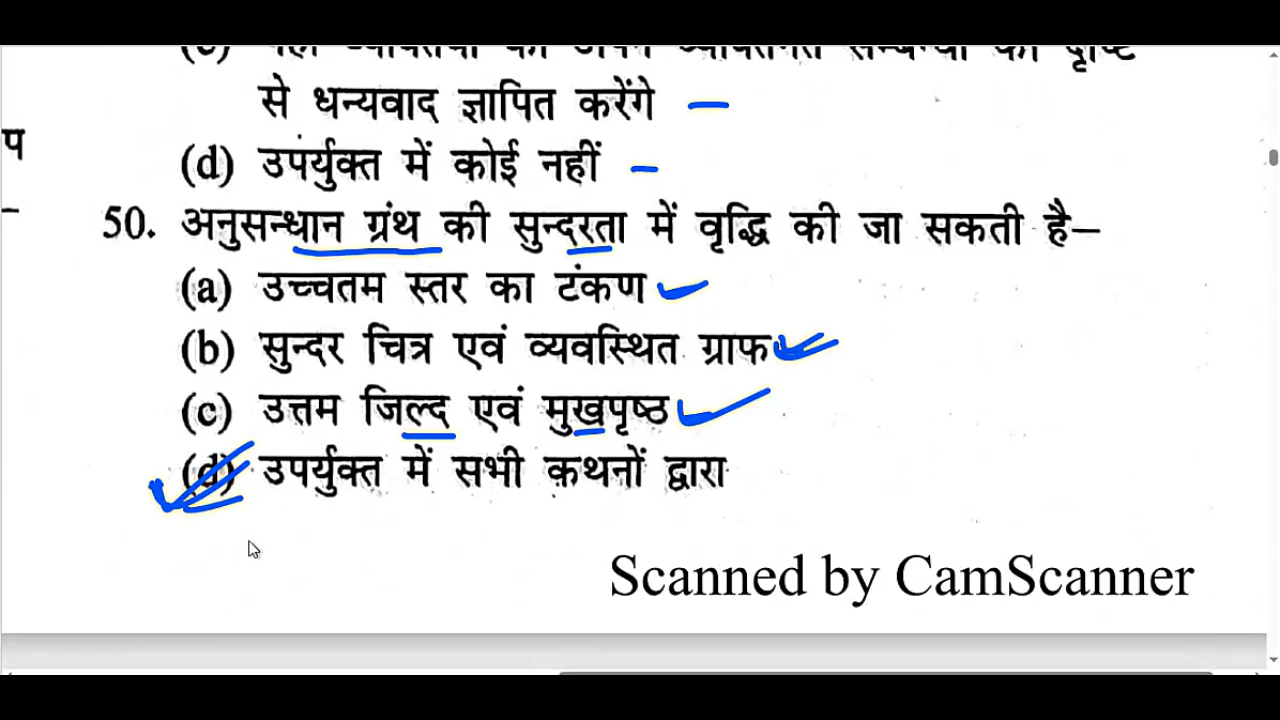 से धन्यवाद ज्ञापित करेंगे
प
(d) उपर्युक्त में कोई नहीं
50. अनुसन्धान ग्रंथ की सुन्दरता में वृद्धि की जा सकती है–
(a) उच्चतम स्तर का टंकण
(b) सुन्दर चित्र एवं व्यवस्थित ग्राफ
(c) उत्तम जिल्द एवं मुखपृष्ठ
(d) उपर्युक्त में सभी कथनों द्वारा
Scanned by CamScanner